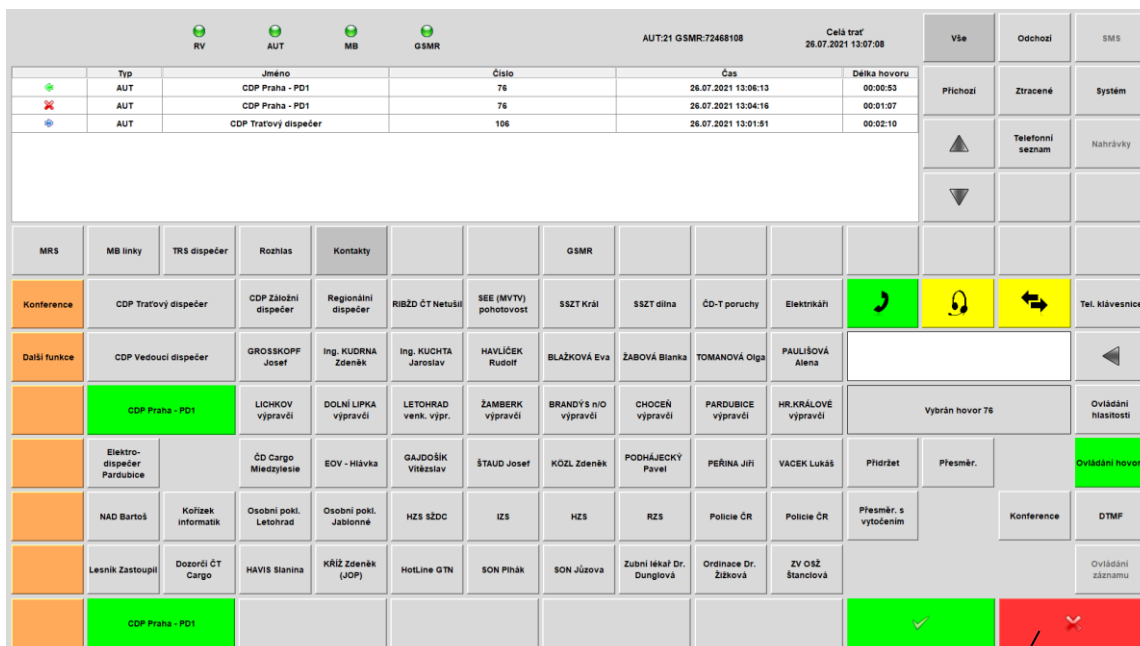 RV AUT MB GSMR
AUT:21 GSMR:72468108
Celá trať
26.07.2021 13:07:08
Vše Odchozí SMS
Typ Jméno Číslo Čas Délka hovoru
AUT CDP Praha - PD1 76 26.07.2021 13:06:13 00:00:53
AUT CDP Praha - PD1 76 26.07.2021 13:04:16 00:01:07
AUT CDP Traťový dispečer 106 26.07.2021 13:01:51 00:02:10
Příchozí Ztracené Systém
Telefonní
seznam
Nahrávky
MRS MB linky TRS dispečer Rozhlas Kontakty GSMR
Konference
CDP Traťový dispečer
CDP Záložní
dispečer
Regionální
dispečer
RIBŽD ČT Netušil
SEE (MVTV)
pohotovost
SSZT Král
SSZT dílna
ČD-T poruchy
Elektrikáři
Tel. klávesnice
Další funkce
CDP Vedoucí dispečer
GROSSKOPF
Josef
Ing. KUDRNA
Zdeněk
Ing. KUCHTA
Jaroslav
HAVLÍČEK
Rudolf
BLAŽKOVÁ Eva
ŽABOVÁ Blanka
TOMANOVÁ Olga
PAULIŠOVÁ
Alena
CDP Praha - PD1
LICHKOV
výpravčí
DOLNÍ LIPKA
výpravčí
LETOHRAD
venk. výpr.
ŽAMBERK
výpravčí
BRANDÝS n/O
výpravčí
CHOCEŇ
výpravčí
PARDUBICE
výpravčí
HR.KRÁLOVÉ
výpravčí
Vybrán hovor 76
Ovládání
hlasitosti
Elektro-
dispečer
Pardubice
ČD Cargo
Miedzylesie
EOV - Hlávka
GAJDOŠÍK
Vítězslav
ŠTAUD Josef
KÖZL Zdeněk
PODHÁJECKÝ
Pavel
PEŘINA Jiří
VACEK Lukáš
Přidržet
Přesměr.
Ovládání hovor
NAD Bartoš
Kořízek
informatik
Osobní pokl.
Letohrad
Osobní pokl.
Jablonné
HZS SŽDC
IZS
HZS
RZS
Policie ČR
Policie ČR
Přesměr. s
vytočením
Konference
DTMF
Lesník Zastoupil
Dozorčí ČT
Cargo
HAVIS Slanina
KŘÍŽ Zdeněk
(JOP)
HotLine GTN
SON Plhák
SON Jůzova
Zubní lékař Dr.
Dunglová
Ordinace Dr.
Žižková
ZV OSŽ
Štanclová
Ovládání
záznamu
CDP Praha - PD1